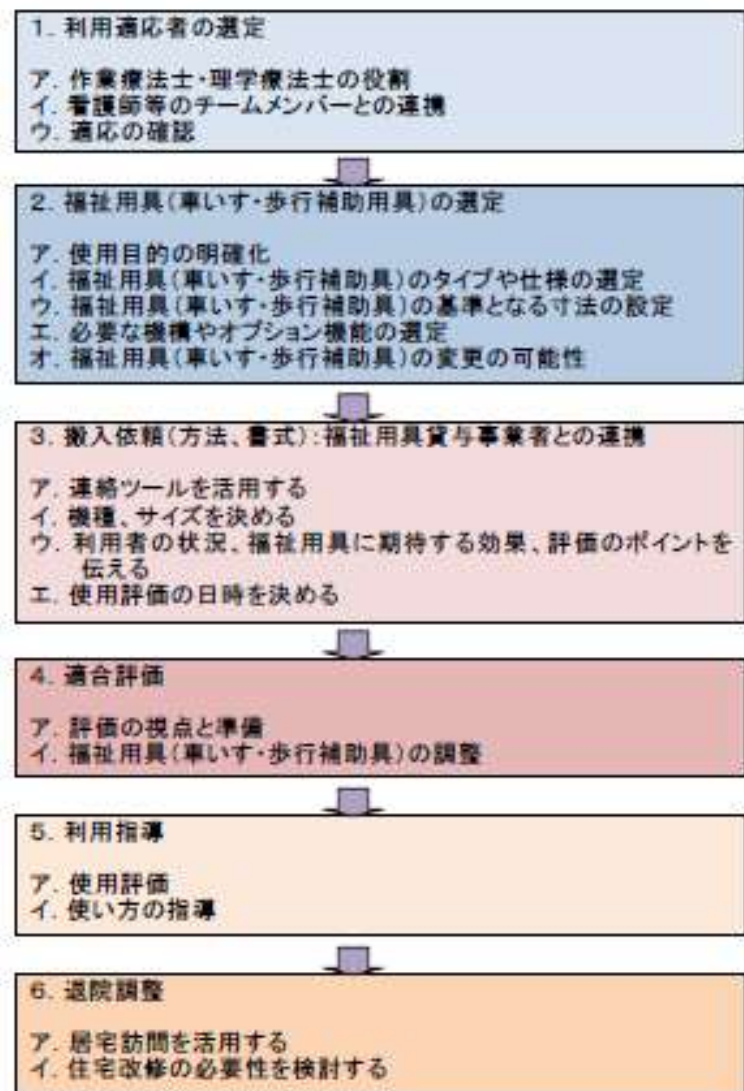 1. 利用適応者の選定
ア. 作業療法士・理学療法士の役割
イ. 看護師等のチームメンバーとの連携
ウ. 適応の確認
2. 福祉用具(車いす・歩行補助用具)の選定
ア. 使用目的の明確化
イ. 福祉用具(車いす・歩行補助具)のタイプや仕様の選定
ウ. 福祉用具(車いす・歩行補助具)の基準となる寸法の設定
エ. 必要な機構やオプション機能の選定
オ. 福祉用具(車いす・歩行補助具)の変更の可能性
3. 搬入依頼(方法、書式):福祉用具貸与事業者との連携
ア. 連絡ツールを活用する
イ. 機種、サイズを決める
ウ. 利用者の状況、福祉用具に期待する効果、評価のポイントを
伝える
エ. 使用評価の日時を決める
4. 適合評価
ア. 評価の視点と準備
イ. 福祉用具(車いす・歩行補助具)の調整
5. 利用指導
ア. 使用評価
イ. 使い方の指導
6. 退院調整
ア. 居宅訪問を活用する
イ. 住宅改修の必要性を検討する